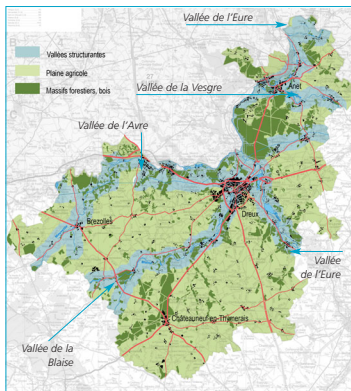 Vallée de l'Eure
Vallées structurantes
Plaine agricole
Massifs forestiers, bois
Vallée de la Vesgre
Anet
Vallée de l'Avre
Brezolles
Dreux
Vallée
de l'Eure
Châteauneuf-en-Thymerais
Vallée de la
Blaise